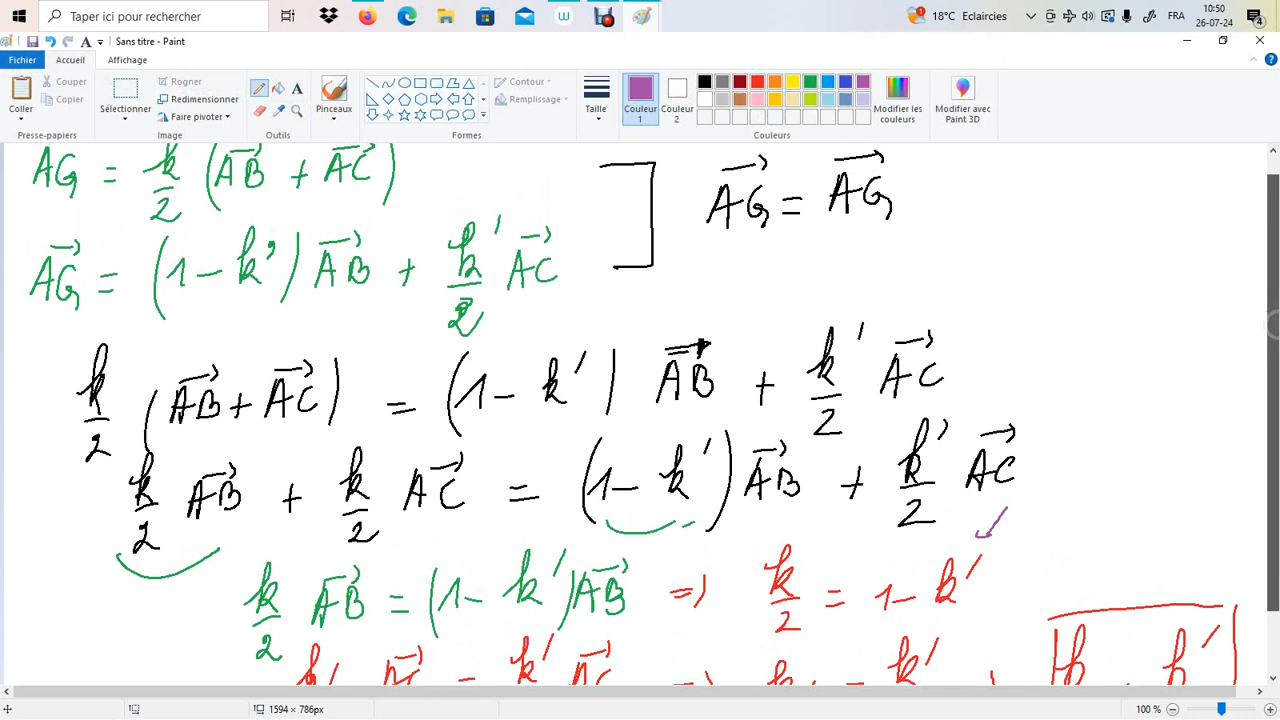 Taper ici pour rechercher
18°C Eclaircies
FRA
10:50
26-07-24
4
Sans titre - Paint
Fichier Accueil Affichage
Coller
Couper
Copier
Presse-papiers
Sélectionner
Rogner
Redimensionner
Faire pivoter
Image
A
Outils
Pinceaux
Contour
Remplissage
Formes
Taille
Couleur 1
Couleur 2
Modifier les couleurs
Couleurs
Modifier avec Paint 3D
AG = k/2 (AB + AC)
AG = (1 - k') AB + k'/2 AC
AG = AG
k/2 (AB + AC) = (1 - k') AB + k'/2 AC
k/2 AB + k/2 AC = (1 - k') AB + k'/2 AC
k/2 AB = (1 - k') AB => k/2 = 1 - k'
1594 × 786px
100 %